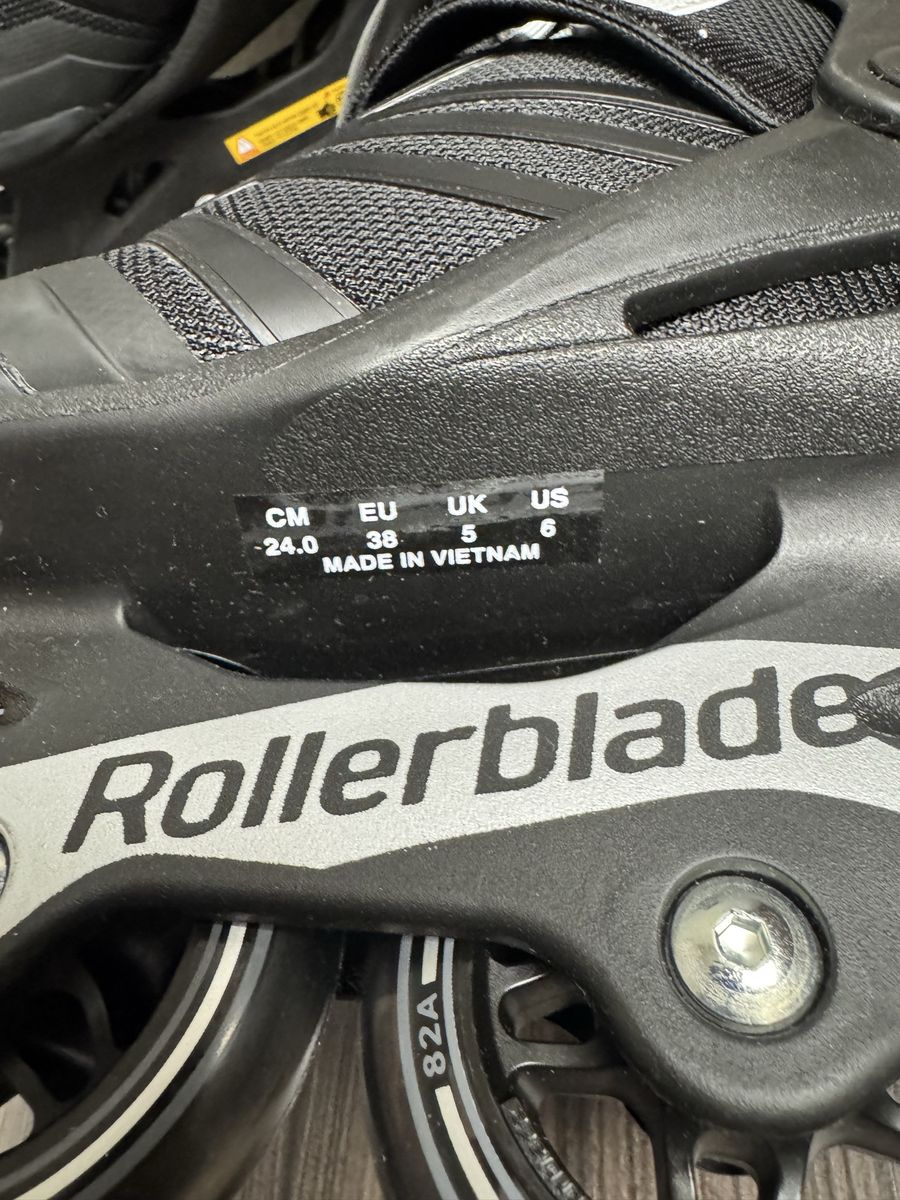 CM EU UK US
24.0 38 5 6
MADE IN VIETNAM
Rollerblade
82A